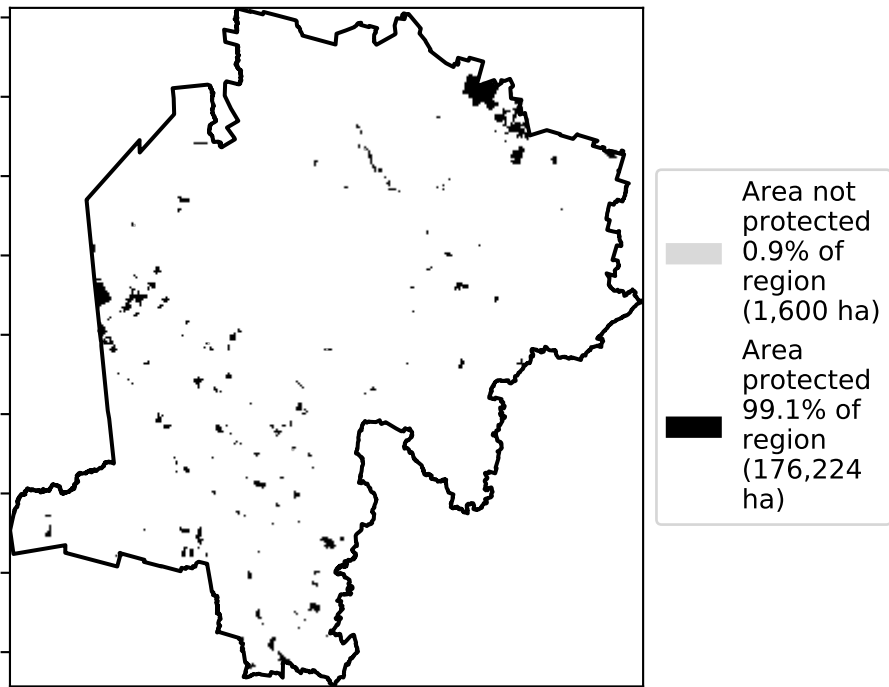 Area not
protected
0.9% of
region
(1,600 ha)
Area
protected
99.1% of
region
(176,224
ha)